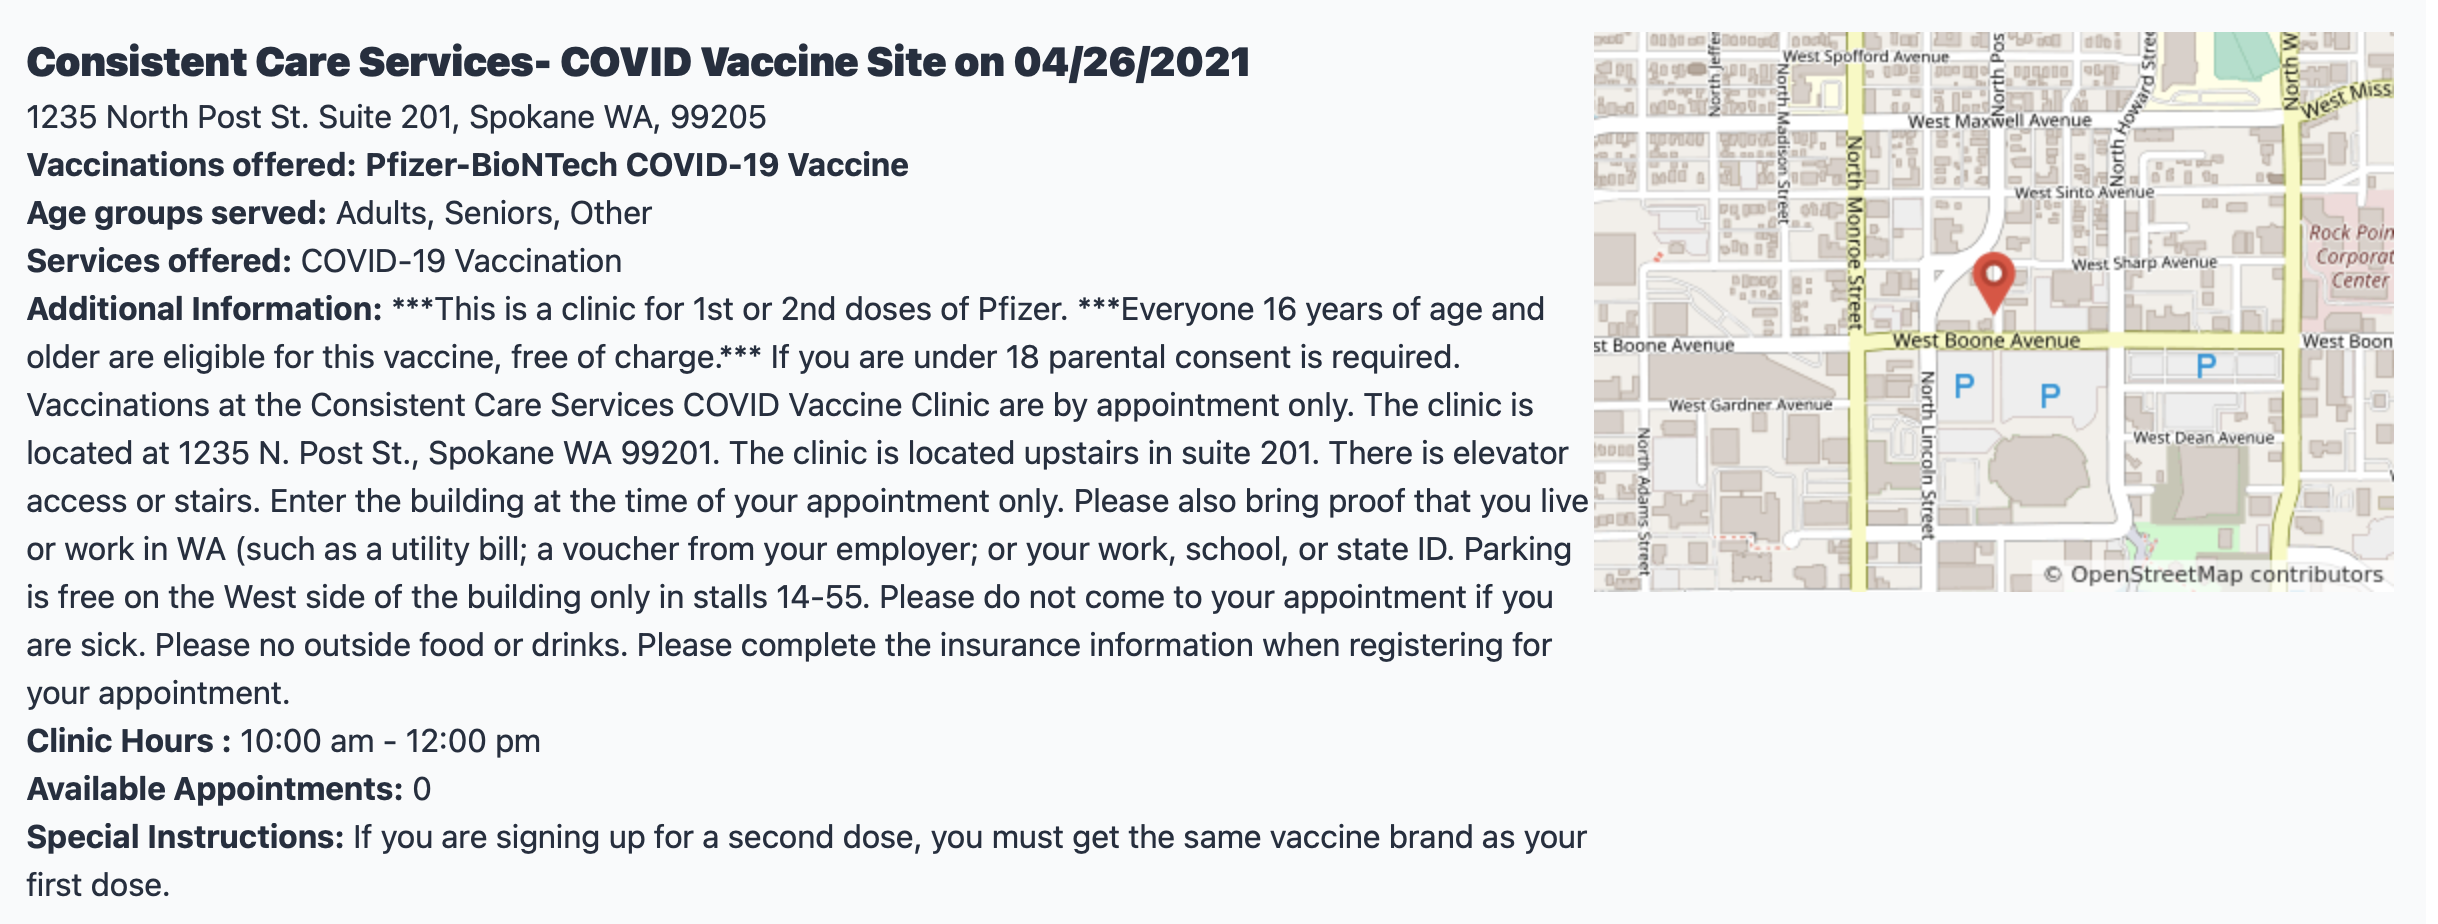 Consistent Care Services- COVID Vaccine Site on 04/26/2021
1235 North Post St. Suite 201, Spokane WA, 99205
Vaccinations offered: Pfizer-BioNTech COVID-19 Vaccine
Age groups served: Adults, Seniors, Other
Services offered: COVID-19 Vaccination
Additional Information: ***This is a clinic for 1st or 2nd doses of Pfizer. ***Everyone 16 years of age and
older are eligible for this vaccine, free of charge.*** If you are under 18 parental consent is required.
Vaccinations at the Consistent Care Services COVID Vaccine Clinic are by appointment only. The clinic is
located at 1235 N. Post St., Spokane WA 99201. The clinic is located upstairs in suite 201. There is elevator
access or stairs. Enter the building at the time of your appointment only. Please also bring proof that you live
or work in WA (such as a utility bill; a voucher from your employer; or your work, school, or state ID. Parking
is free on the West side of the building only in stalls 14-55. Please do not come to your appointment if you
are sick. Please no outside food or drinks. Please complete the insurance information when registering for
your appointment.
Clinic Hours : 10:00 am - 12:00 pm
Available Appointments: 0
Special Instructions: If you are signing up for a second dose, you must get the same vaccine brand as your
first dose.
West Spofford Avenue
North Jeffer
North Madison Street
North Pos
North Howard Stree
North W
West Miss
West Maxwell Avenue
North Monroe Street
West Sinto Avenue
Rock Poin
Corporat
Center
West Sharp Avenue
st Boone Avenue
West Boone Avenue
West Boon
P
P
P
West Gardner Avenue
North Lincoln Street
North Adams Street
West Dean Avenue
© OpenStreetMap contributors